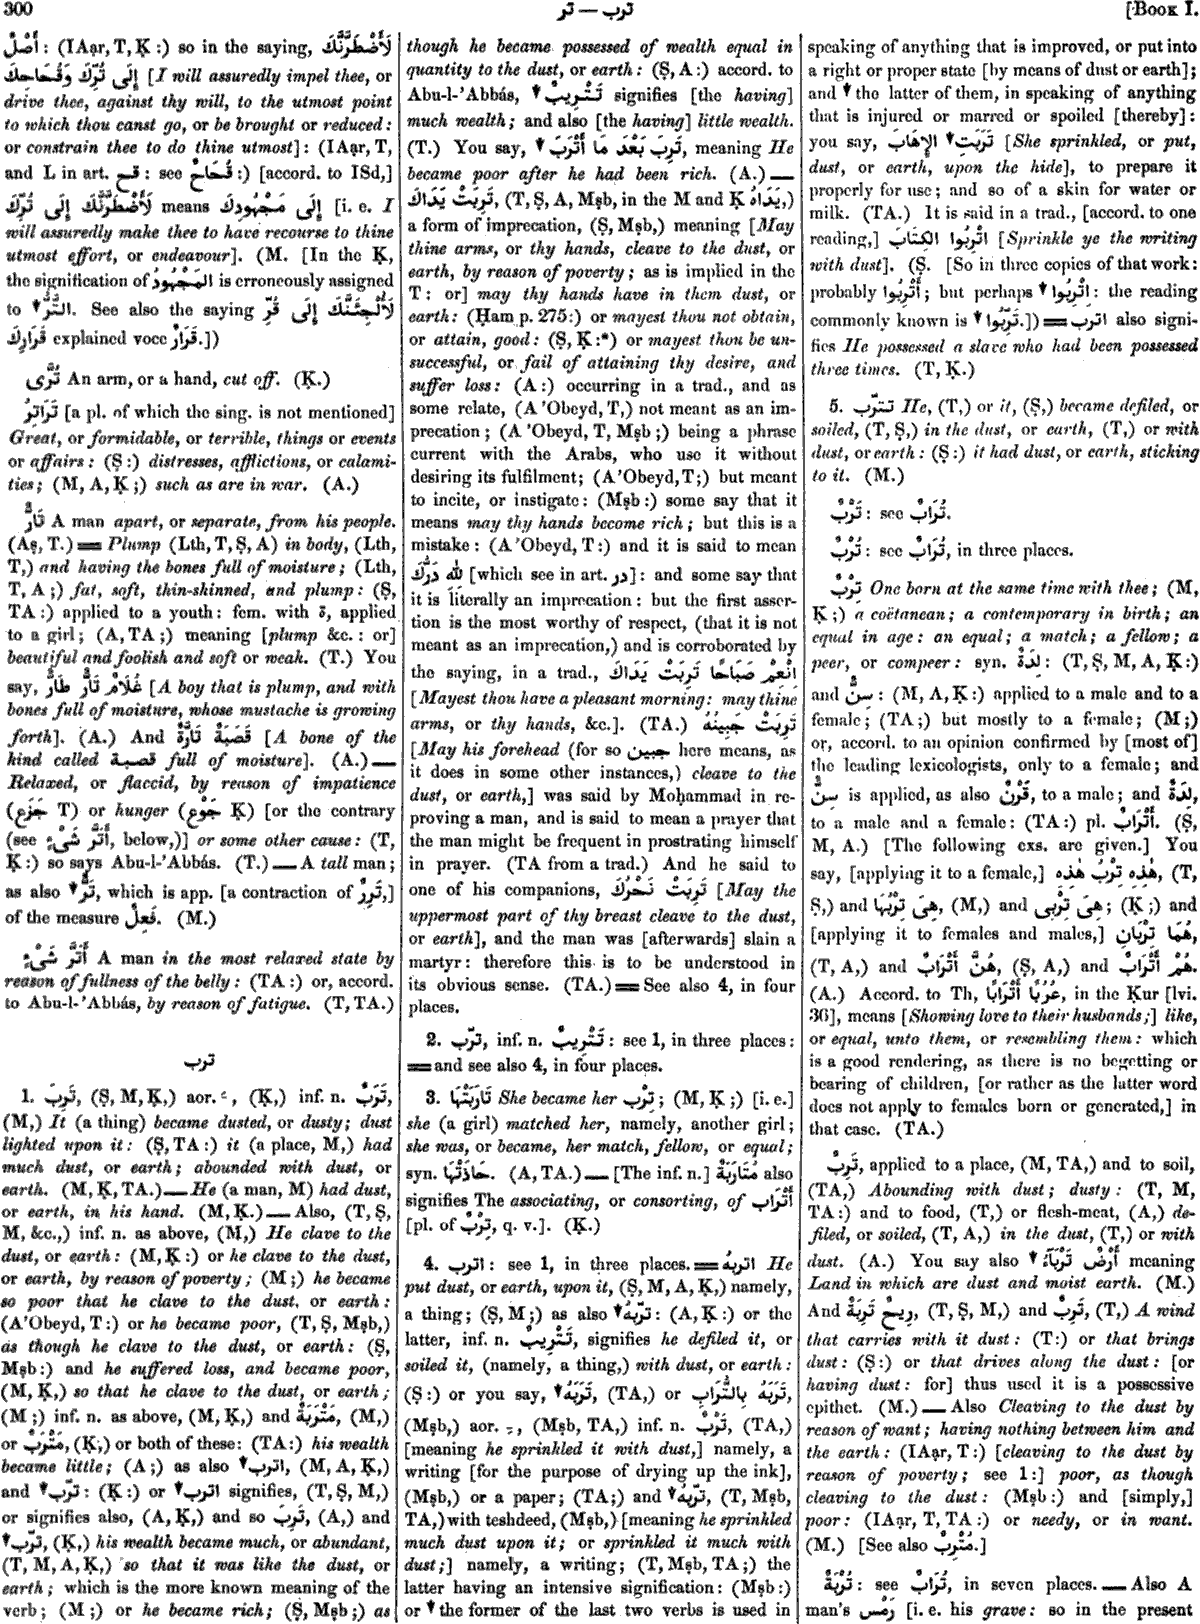 300
ترب — تر
[Book I.
أَصْلٌ: (IAạr, T, Ḳ:) so in the saying, لَأَضْطَرَّنَّكَ
إِلَى تُرِّكَ وَقُحَاحِكَ [I will assuredly impel thee, or
drive thee, against thy will, to the utmost point
to which thou canst go, or be brought or reduced:
or constrain thee to do thine utmost]: (IAạr, T,
and L in art. قح: see قُحَاحٌ:) [accord. to ISd,]
لَأَضْطَرَّنَّكَ إِلَى تُرِّكَ means إِلَى مَجْهُودِكَ [i. e. I
will assuredly make thee to have recourse to thine
utmost effort, or endeavour]. (M. [In the Ḳ,
the signification of المَجْهُودُ is erroneously assigned
to ▼ التُّرُّ. See also the saying لَأُلْجِئَنَّكَ إِلَى قُرِّ
قَرَارِكَ explained voce قَرَارٌ.])
تُرَّى An arm, or a hand, cut off. (Ḳ.)
تَرَاتِرُ [a pl. of which the sing. is not mentioned]
Great, or formidable, or terrible, things or events
or affairs: (Ṣ:) distresses, afflictions, or calami-
ties; (M, A, Ḳ;) such as are in war. (A.)
تَارٌّ A man apart, or separate, from his people.
(Aṣ, T.) ═ Plump (Lth, T, Ṣ, A) in body, (Lth,
T,) and having the bones full of moisture; (Lth,
T, A;) fat, soft, thin-skinned, and plump: (Ṣ,
TA:) applied to a youth: fem. with ة, applied
to a girl; (A, TA;) meaning [plump &c.: or]
beautiful and foolish and soft or weak. (T.) You
say, غُلَامٌ تَارٌّ طَارٌّ [A boy that is plump, and with
bones full of moisture, whose mustache is growing
forth]. (A.) And قَصَبَةٌ تَارَّةٌ [A bone of the
kind called قصبة full of moisture]. (A.) —
Relaxed, or flaccid, by reason of impatience
(جَزَع T) or hunger (جَوْع Ḳ) [or the contrary
(see أَتَرُّ شَىْءٍ, below,)] or some other cause: (T,
Ḳ:) so says Abu-l-'Abbás. (T.) — A tall man;
as also ▼ تَرٌّ, which is app. [a contraction of تَرِرٌ,]
of the measure فَعِلٌ. (M.)
أَتَرُّ شَىْءٍ A man in the most relaxed state by
reason of fullness of the belly: (TA:) or, accord.
to Abu-l-'Abbás, by reason of fatigue. (T, TA.)
ترب
1. تَرِبَ, (Ṣ, M, Ḳ,) aor. ـَ, (Ḳ,) inf. n. تَرَبٌ,
(M,) It (a thing) became dusted, or dusty; dust
lighted upon it: (Ṣ, TA:) it (a place, M,) had
much dust, or earth; abounded with dust, or
earth. (M, Ḳ, TA.) — He (a man, M) had dust,
or earth, in his hand. (M, Ḳ.) — Also, (T, Ṣ,
M, &c.,) inf. n. as above, (M,) He clave to the
dust, or earth: (M, Ḳ:) or he clave to the dust,
or earth, by reason of poverty; (M;) he became
so poor that he clave to the dust, or earth:
(A'Obeyd, T:) or he became poor, (T, Ṣ, Mṣb,)
as though he clave to the dust, or earth: (Ṣ,
Mṣb:) and he suffered loss, and became poor,
(M, Ḳ,) so that he clave to the dust, or earth;
(M;) inf. n. as above, (M, Ḳ,) and مَتْرَبَةٌ, (M,)
or مَتْرَبٌ, (Ḳ,) or both of these: (TA:) his wealth
became little; (A;) as also ▼ اترب, (M, A, Ḳ,)
and ▼ ترّب: (Ḳ:) or ▼ اترب signifies, (T, Ṣ, M,)
or signifies also, (A, Ḳ,) and so تَرِبَ, (A,) and
▼ ترّب, (Ḳ,) his wealth became much, or abundant,
(T, M, A, Ḳ,) so that it was like the dust, or
earth; which is the more known meaning of the
verb; (M;) or he became rich; (Ṣ, Mṣb;) as
though he became possessed of wealth equal in
quantity to the dust, or earth: (Ṣ, A:) accord. to
Abu-l-'Abbás, ▼ تَتْرِيبٌ signifies [the having]
much wealth; and also [the having] little wealth.
(T.) You say, ▼ تَرِبَ بَعْدَ مَا أَتْرَبَ, meaning He
became poor after he had been rich. (A.) —
تَرِبَتْ يَدَاكَ, (T, Ṣ, A, Mṣb, in the M and Ḳ يَدَاهُ,)
a form of imprecation, (Ṣ, Mṣb,) meaning [May
thine arms, or thy hands, cleave to the dust, or
earth, by reason of poverty; as is implied in the
T: or] may thy hands have in them dust, or
earth: (Ḥam p. 275:) or mayest thou not obtain,
or attain, good: (Ṣ, Ḳ:*) or mayest thou be un-
successful, or fail of attaining thy desire, and
suffer loss: (A:) occurring in a trad., and as
some relate, (A 'Obeyd, T,) not meant as an im-
precation; (A 'Obeyd, T, Mṣb;) being a phrase
current with the Arabs, who use it without
desiring its fulfilment; (A'Obeyd, T;) but meant
to incite, or instigate: (Mṣb:) some say that it
means may thy hands become rich; but this is a
mistake: (A 'Obeyd, T:) and it is said to mean
لِلّٰهِ دَرُّكَ [which see in art. در]: and some say that
it is literally an imprecation: but the first asser-
tion is the most worthy of respect, (that it is not
meant as an imprecation,) and is corroborated by
the saying, in a trad., انْعِمْ صَبَاحًا تَرِبَتْ يَدَاكَ
[Mayest thou have a pleasant morning: may thine
arms, or thy hands, &c.]. (TA.) تَرِبَتْ جَبِينُهُ
[May his forehead (for so جبين here means, as
it does in some other instances,) cleave to the
dust, or earth,] was said by Moḥammad in re-
proving a man, and is said to mean a prayer that
the man might be frequent in prostrating himself
in prayer. (TA from a trad.) And he said to
one of his companions, تَرِبَتْ نَحْرُكَ [May the
uppermost part of thy breast cleave to the dust,
or earth], and the man was [afterwards] slain a
martyr: therefore this is to be understood in
its obvious sense. (TA.) ═ See also 4, in four
places.
2. ترّب, inf. n. تَتْرِيبٌ: see 1, in three places:
═ and see also 4, in four places.
3. تَارَبَتْهَا She became her تِرْب; (M, Ḳ;) [i. e.]
she (a girl) matched her, namely, another girl;
she was, or became, her match, fellow, or equal;
syn. حَاذَتْهَا. (A, TA.) — [The inf. n.] مُتَارَبَةٌ also
signifies The associating, or consorting, of أَتْرَاب
[pl. of تِرْبٌ, q. v.]. (Ḳ.)
4. اترب: see 1, in three places. ═ اتربهُ He
put dust, or earth, upon it, (Ṣ, M, A, Ḳ,) namely,
a thing; (Ṣ, M;) as also ▼ ترّبهُ: (A, Ḳ:) or the
latter, inf. n. تَتْرِيبٌ, signifies he defiled it, or
soiled it, (namely, a thing,) with dust, or earth:
(Ṣ:) or you say, ▼ تَرَبَهُ, (TA,) or تَرَبَهُ بِالتُّرَابِ,
(Mṣb,) aor. ـِ, (Mṣb, TA,) inf. n. تَرْبٌ, (TA,)
[meaning he sprinkled it with dust,] namely, a
writing [for the purpose of drying up the ink],
(Mṣb,) or a paper; (TA;) and ▼ ترّبهُ, (T, Mṣb,
TA,) with teshdeed, (Mṣb,) [meaning he sprinkled
much dust upon it; or sprinkled it much with
dust;] namely, a writing; (T, Mṣb, TA;) the
latter having an intensive signification: (Mṣb:)
or ▼ the former of the last two verbs is used in
speaking of anything that is improved, or put into
a right or proper state [by means of dust or earth];
and ▼ the latter of them, in speaking of anything
that is injured or marred or spoiled [thereby]:
you say, تَرَبَتِ▼ الإِهَابَ [She sprinkled, or put,
dust, or earth, upon the hide], to prepare it
properly for use; and so of a skin for water or
milk. (TA.) It is said in a trad., [accord. to one
reading,] اتْرِبُوا الكِتَابَ [Sprinkle ye the writing
with dust]. (Ṣ. [So in three copies of that work:
probably أَتْرِبُوا; but perhaps ▼ اتْرِبُوا: the reading
commonly known is ▼ تَرِّبُوا.]) ═ اترب also signi-
fies He possessed a slave who had been possessed
three times. (T, Ḳ.)
5. تترّب He, (T,) or it, (Ṣ,) became defiled, or
soiled, (T, Ṣ,) in the dust, or earth, (T,) or with
dust, or earth: (Ṣ:) it had dust, or earth, sticking
to it. (M.)
تَرْبٌ: see تُرَابٌ.
تُرْبٌ: see تُرَابٌ, in three places.
تِرْبٌ One born at the same time with thee; (M,
Ḳ;) a coëtanean; a contemporary in birth; an
equal in age: an equal; a match; a fellow; a
peer, or compeer: syn. لِدَةٌ: (T, Ṣ, M, A, Ḳ:)
and سِنٌّ: (M, A, Ḳ:) applied to a male and to a
female; (TA;) but mostly to a female; (M;)
or, accord. to an opinion confirmed by [most of]
the leading lexicologists, only to a female; and
سِنٌّ is applied, as also قَرْنٌ, to a male; and لِدَةٌ,
to a male and a female: (TA:) pl. أَتْرَابٌ. (Ṣ,
M, A.) [The following exs. are given.] You
say, [applying it to a female,] هٰذِهِ تِرْبُ هٰذِهِ, (T,
Ṣ,) and هِىَ تِرْبُهَا, (M,) and هِىَ تِرْبِى; (Ḳ;) and
[applying it to females and males,] هُمَا تِرْبَانِ,
(T, A,) and هُنَّ أَتْرَابٌ, (Ṣ, A,) and هُمْ أَتْرَابٌ.
(A.) Accord. to Th, عُرُبًا أَتْرَابًا, in the Ḳur [lvi.
36], means [Showing love to their husbands;] like,
or equal, unto them, or resembling them: which
is a good rendering, as there is no begetting or
bearing of children, [or rather as the latter word
does not apply to females born or generated,] in
that case. (TA.)
تَرِبٌ, applied to a place, (M, TA,) and to soil,
(TA,) Abounding with dust; dusty: (T, M,
TA:) and to food, (T,) or flesh-meat, (A,) de-
filed, or soiled, (T, A,) in the dust, (T,) or with
dust. (A.) You say also ▼ أَرْضٌ تَرْبَآءُ meaning
Land in which are dust and moist earth. (M.)
And رِيحٌ تَرِبَةٌ, (T, Ṣ, M,) and تَرِبٌ, (T,) A wind
that carries with it dust: (T:) or that brings
dust: (Ṣ:) or that drives along the dust: [or
having dust: for] thus used it is a possessive
epithet. (M.) — Also Cleaving to the dust by
reason of want; having nothing between him and
the earth: (IAạr, T:) [cleaving to the dust by
reason of poverty; see 1:] poor, as though
cleaving to the dust: (Mṣb:) and [simply,]
poor: (IAạr, T, TA:) or needy, or in want.
(M.) [See also مُتْرِبٌ.]
تُرْبَةٌ: see تُرَابٌ, in seven places. — Also A
man's رَمْس [i. e. his grave: so in the present